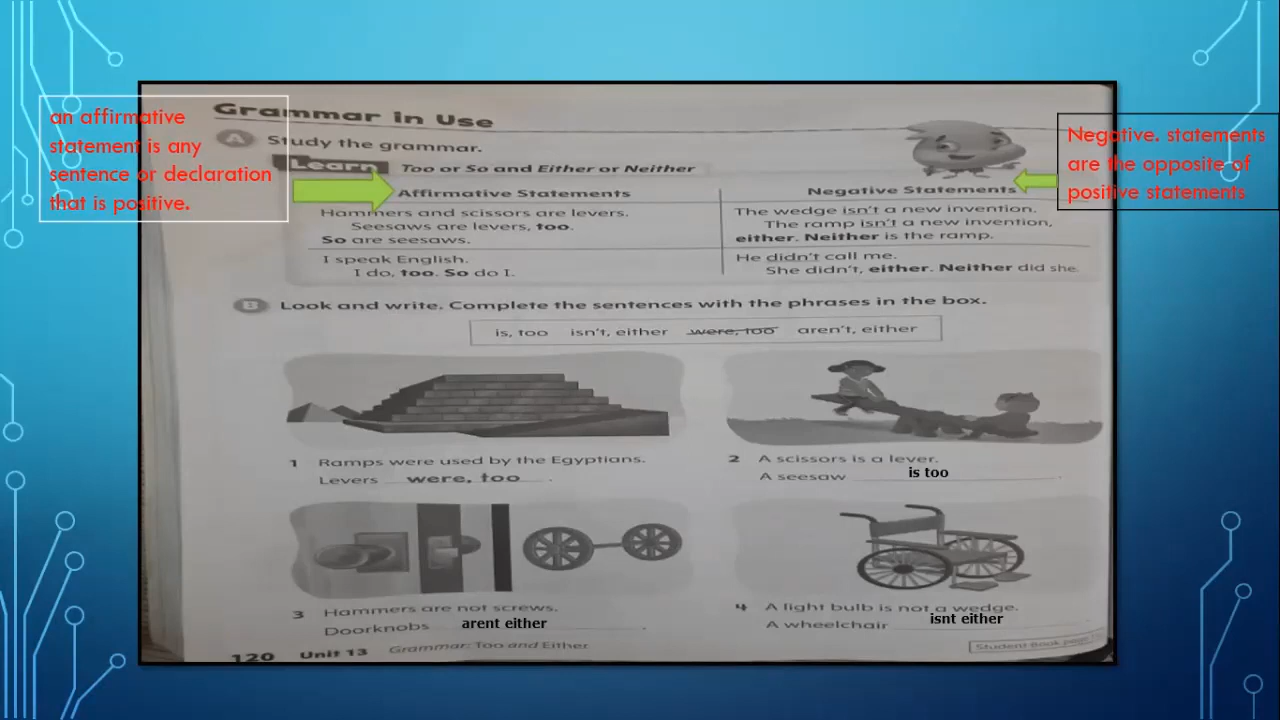 an affirmative
statement is any
sentence or declaration
that is positive.
Negative. statements
are the opposite of
positive statements
Grammar in Use
A Study the grammar.
Learn Too or So and Either or Neither
Affirmative Statements
Hammers and scissors are levers.
Seesaws are levers, too.
So are seesaws.
I speak English.
I do, too. So do I.
Negative Statements
The wedge isn't a new invention.
The ramp isn't a new invention,
either. Neither is the ramp.
He didn't call me.
She didn't, either. Neither did she.
B Look and write. Complete the sentences with the phrases in the box.
is, too isn't, either were, too aren't, either
1 Ramps were used by the Egyptians.
Levers were, too.
2 A scissors is a lever.
A seesaw is too.
3 Hammers are not screws.
Doorknobs arent either.
4 A light bulb is not a wedge.
A wheelchair isnt either
120 Unit 13 Grammar: Too and Either
Student Book page